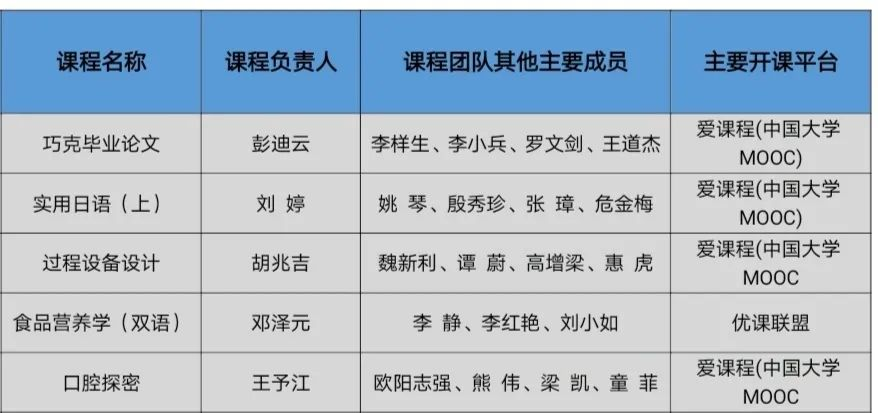 课程名称 课程负责人 课程团队其他主要成员 主要开课平台
巧克毕业论文 彭迪云 李样生、李小兵、罗文剑、王道杰 爱课程(中国大学
MOOC)
实用日语（上） 刘 婷 姚 琴、殷秀珍、张 璋、危金梅 爱课程(中国大学
MOOC)
过程设备设计 胡兆吉 魏新利、谭 蔚、高增梁、惠 虎 爱课程(中国大学
MOOC
食品营养学（双语） 邓泽元 李 静、李红艳、刘小如 优课联盟
口腔探密 王予江 欧阳志强、熊 伟、梁 凯、童 菲 爱课程(中国大学
MOOC